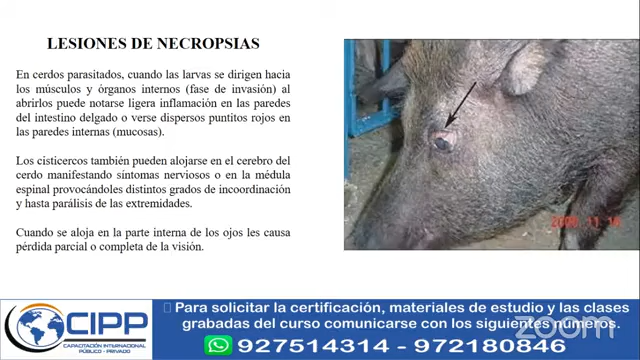 LESIONES DE NECROPSIAS
En cerdos parasitados, cuando las larvas se dirigen hacia
los músculos y órganos internos (fase de invasión) al
abrirlos puede notarse ligera inflamación en las paredes
del intestino delgado o verse dispersos puntitos rojos en
las paredes internas (mucosas).
Los cisticercos también pueden alojarse en el cerebro del
cerdo manifestando síntomas nerviosos o en la médula
espinal provocándoles distintos grados de incoordinación
y hasta parálisis de las extremidades.
Cuando se aloja en la parte interna de los ojos les causa
pérdida parcial o completa de la visión.
CIPP
CAPACITACIÓN INTERNACIONAL
PÚBLICO - PRIVADO
Para solicitar la certificación, materiales de estudio y las clases
grabadas del curso comunicarse con los siguientes números.
927514314 - 972180846
zoom